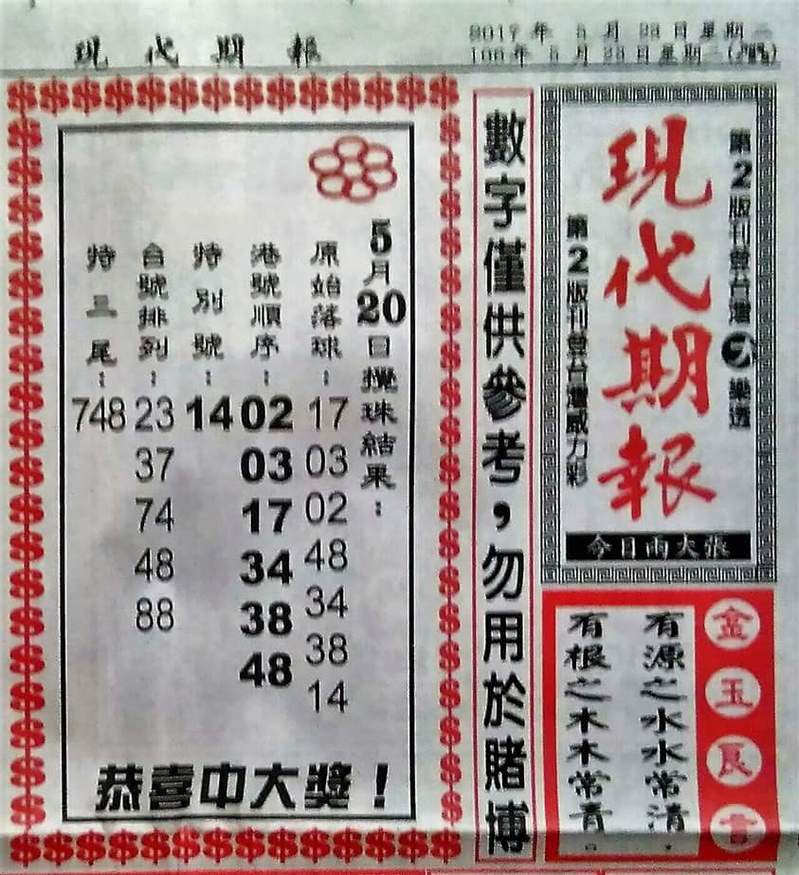 現代期報
2017年 5月 23日星期二
106年 5月23日星期二
現代期報
第2版刊登台灣大樂透
第2版刊登台灣威力彩
今日兩大張
數字僅供參考，勿用於賭博
5月20日攪珠結果：
原始落球：17 03 02 48 34 38 14
港號順序：02 03 17 34 38 48
特別號：14
台號排列：23 37 74 48 88
特三尾：748
恭喜中大獎！
金玉良言
有源之水水常清，
有根之木木常青。